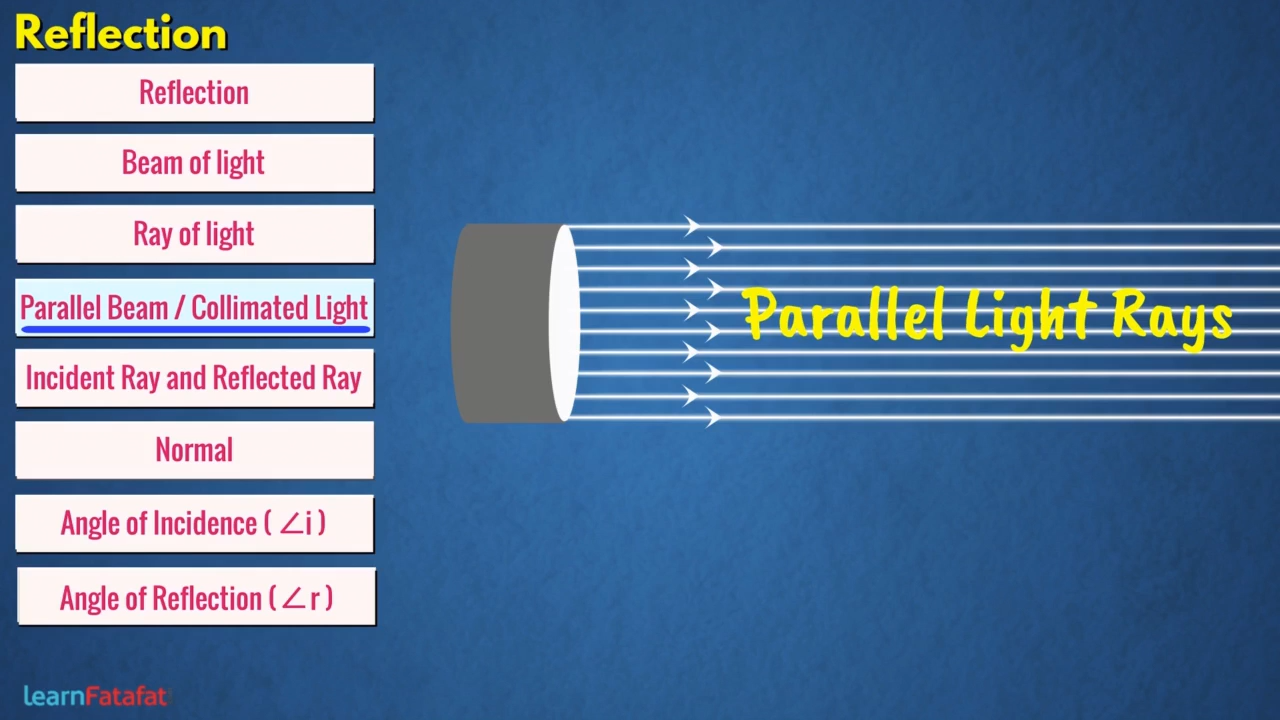 Reflection
Reflection
Beam of light
Ray of light
Parallel Beam / Collimated Light
Incident Ray and Reflected Ray
Normal
Angle of Incidence ( ∠i )
Angle of Reflection ( ∠r )
Parallel Light Rays
learnFatafat